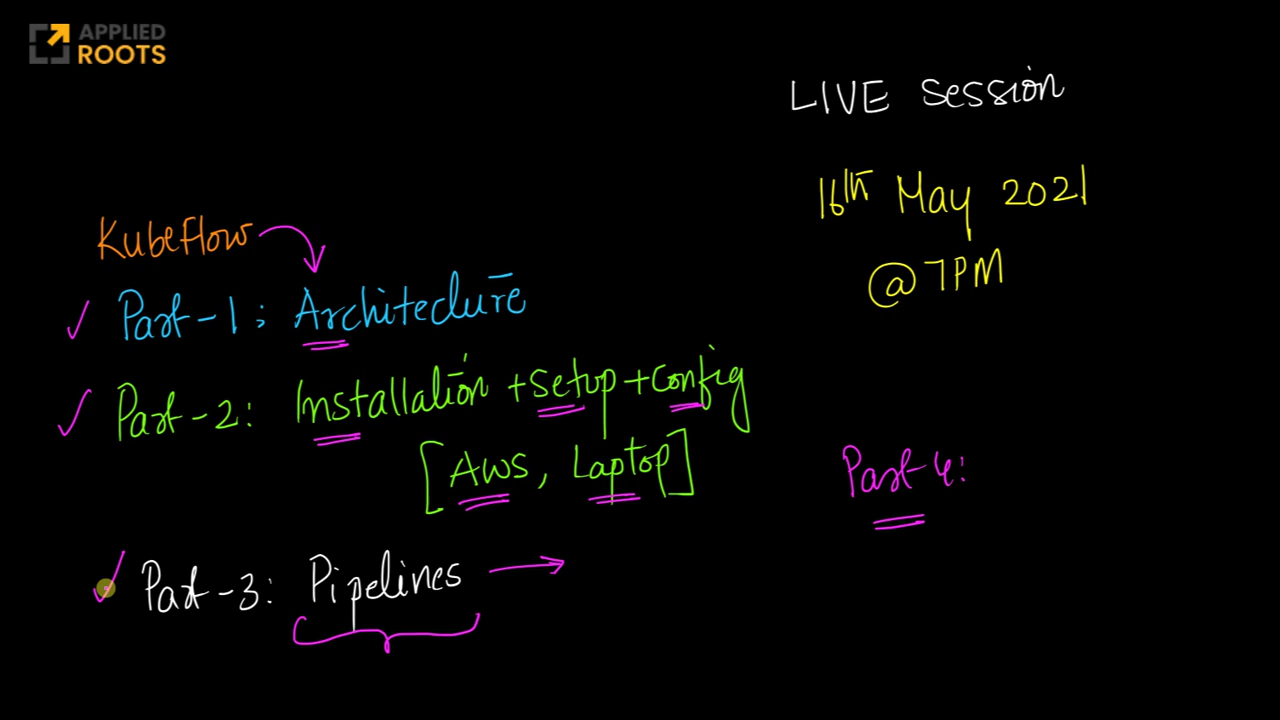 APPLIED
ROOTS
LIVE Session
16th May 2021
@ 7PM
KubeFlow
Part-1: Architecture
Part-2: Installation + Setup + Config
[AWS, Laptop]
Part-4:
Part-3: Pipelines